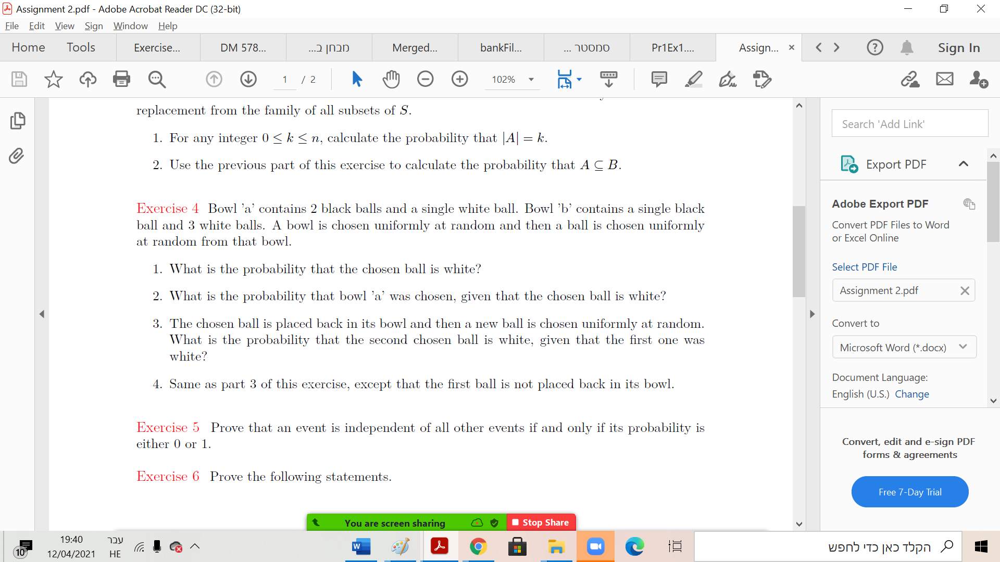 Assignment 2.pdf - Adobe Acrobat Reader DC (32-bit)
File Edit View Sign Window Help
Home Tools Exercise... DM 578... מבחן ב... Merged... bankFil... סמסטר ... Pr1Ex1.... Assign... Sign In
1 / 2 102%
replacement from the family of all subsets of S.
1. For any integer 0 ≤ k ≤ n, calculate the probability that |A| = k.
2. Use the previous part of this exercise to calculate the probability that A ⊆ B.
Exercise 4 Bowl 'a' contains 2 black balls and a single white ball. Bowl 'b' contains a single black
ball and 3 white balls. A bowl is chosen uniformly at random and then a ball is chosen uniformly
at random from that bowl.
1. What is the probability that the chosen ball is white?
2. What is the probability that bowl 'a' was chosen, given that the chosen ball is white?
3. The chosen ball is placed back in its bowl and then a new ball is chosen uniformly at random.
What is the probability that the second chosen ball is white, given that the first one was
white?
4. Same as part 3 of this exercise, except that the first ball is not placed back in its bowl.
Exercise 5 Prove that an event is independent of all other events if and only if its probability is
either 0 or 1.
Exercise 6 Prove the following statements.
Search 'Add Link'
Export PDF
Adobe Export PDF
Convert PDF Files to Word
or Excel Online
Select PDF File
Assignment 2.pdf
Convert to
Microsoft Word (*.docx)
Document Language:
English (U.S.) Change
Convert, edit and e-sign PDF
forms & agreements
Free 7-Day Trial
You are screen sharing Stop Share
10
19:40
12/04/2021
עבר
HE
W
הקלד כאן כדי לחפש